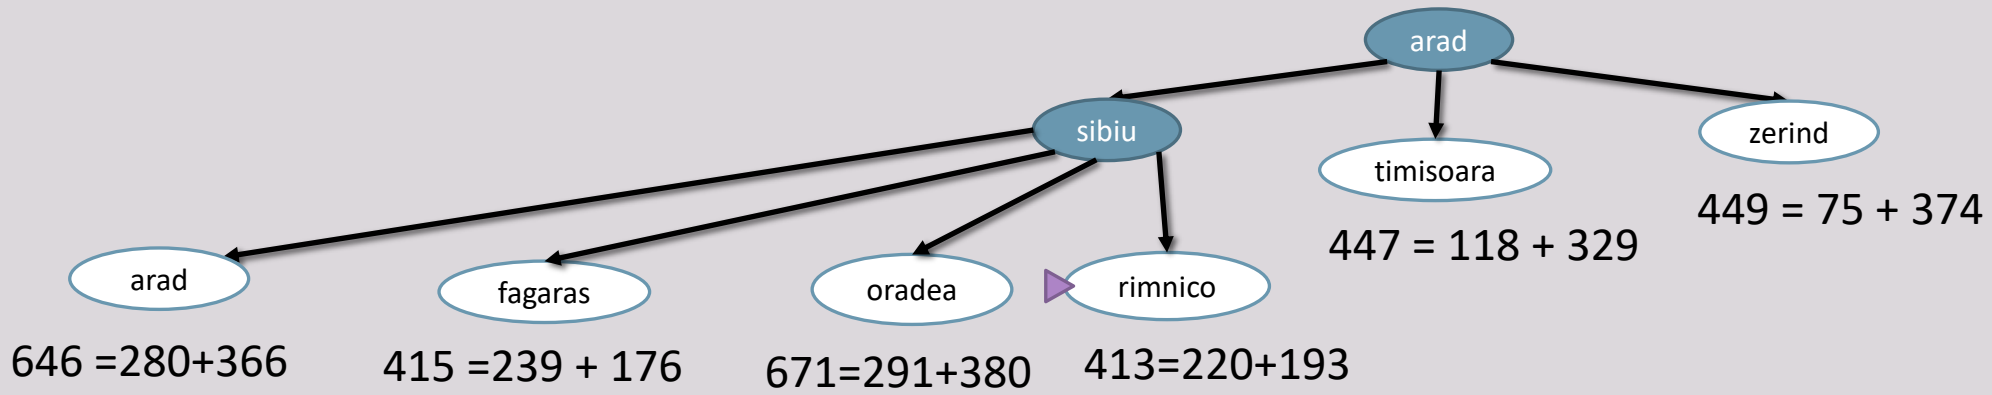 arad
sibiu
timisoara
zerind
449 = 75 + 374
447 = 118 + 329
arad
fagaras
oradea
rimnico
646 =280+366
415 =239 + 176
671=291+380
413=220+193